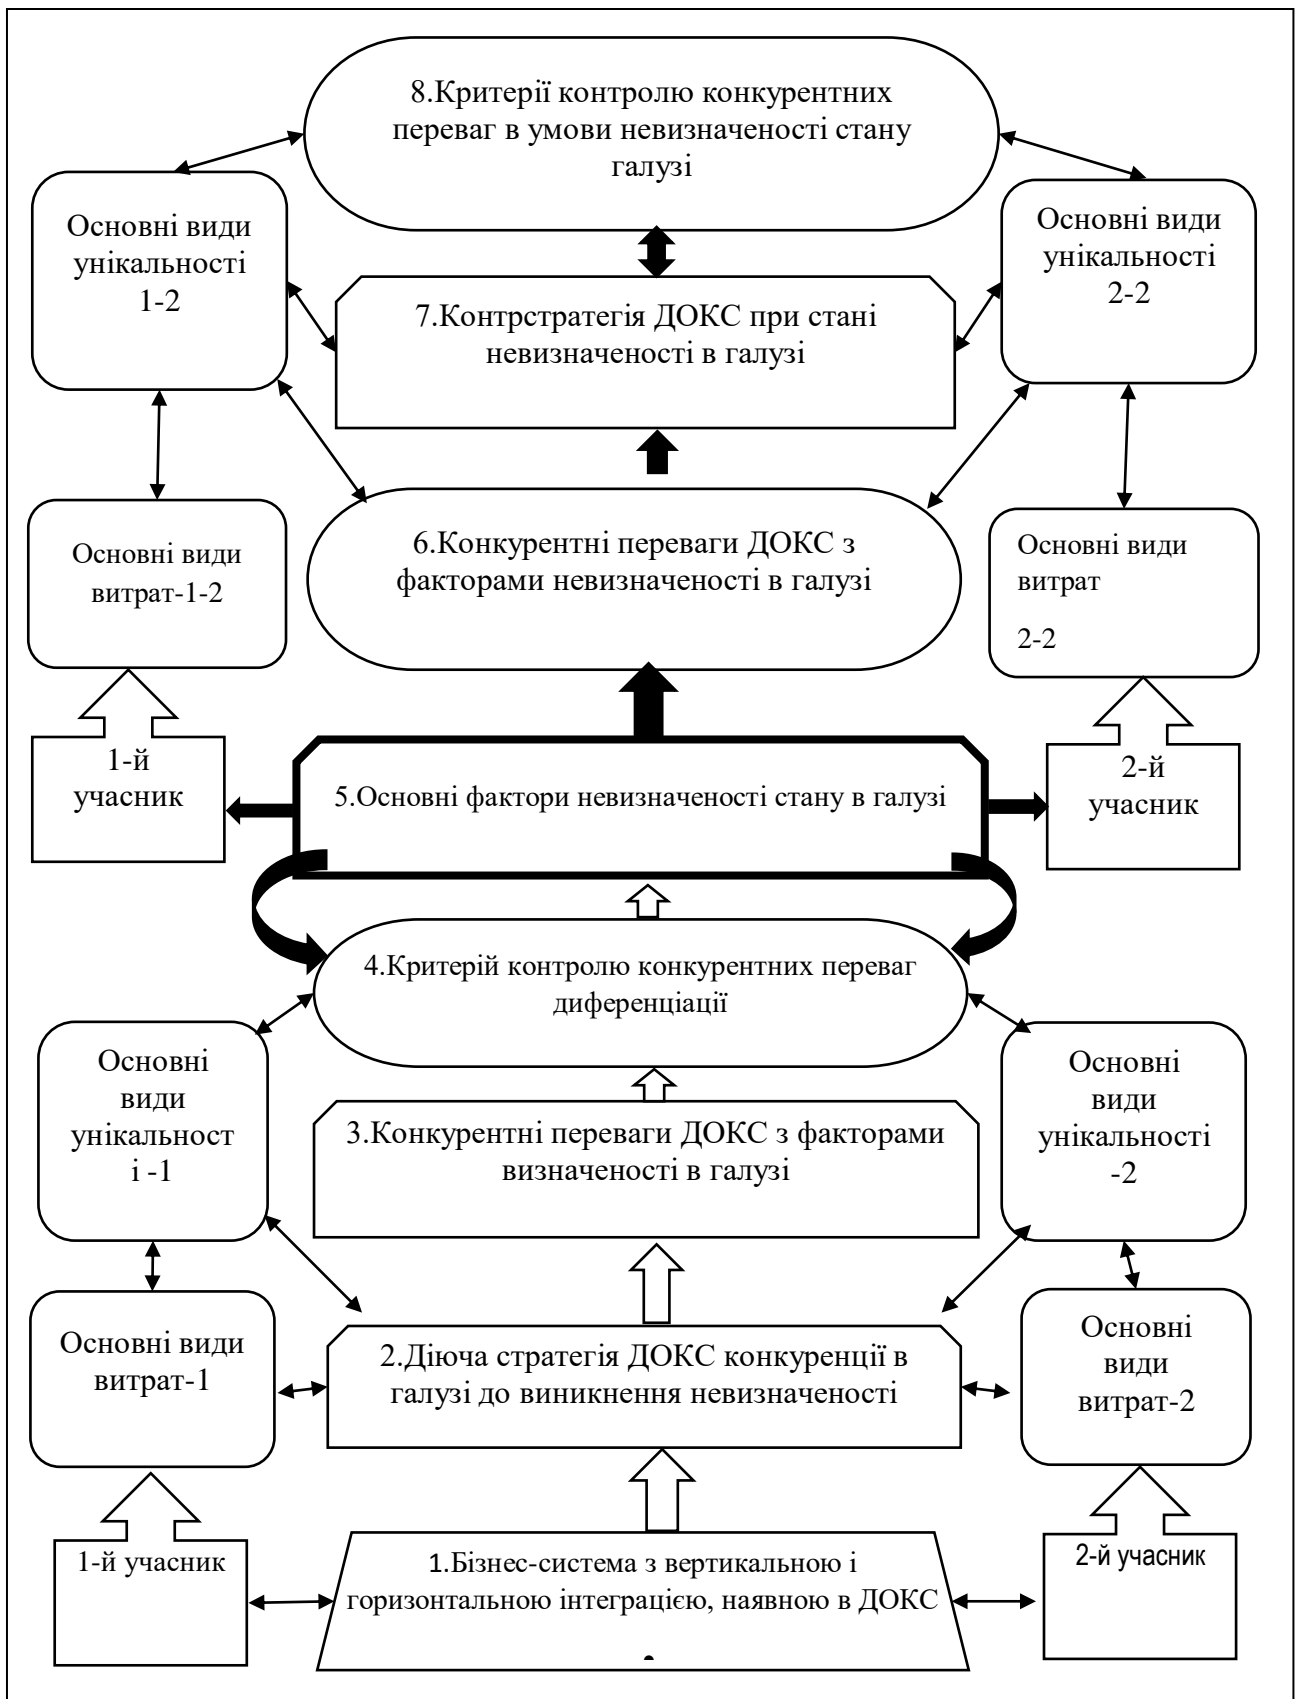 8.Критерії контролю конкурентних
переваг в умови невизначеності стану
галузі
Основні види
унікальності
1-2
Основні види
унікальності
2-2
7.Контрстратегія ДОКС при стані
невизначеності в галузі
Основні види
витрат-1-2
6.Конкурентні переваги ДОКС з
факторами невизначеності в галузі
Основні види
витрат
2-2
1-й
учасник
5.Основні фактори невизначеності стану в галузі
2-й
учасник
4.Критерій контролю конкурентних переваг
диференціації
Основні
види
унікальност
і -1
Основні
види
унікальності
-2
3.Конкурентні переваги ДОКС з факторами
визначеності в галузі
Основні види
витрат-1
2.Діюча стратегія ДОКС конкуренції в
галузі до виникнення невизначеності
Основні
види
витрат-2
1-й учасник
1.Бізнес-система з вертикальною і
горизонтальною інтеграцією, наявною в ДОКС
.
2-й учасник